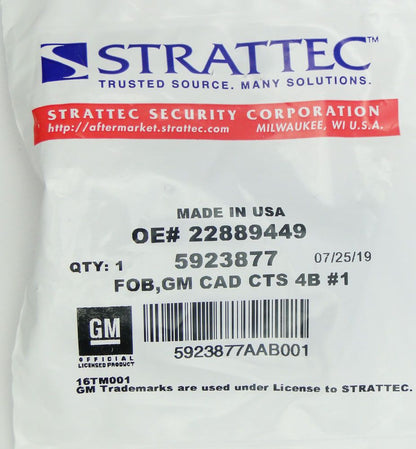 STRATTEC™
TRUSTED SOURCE. MANY SOLUTIONS.
STRATTEC SECURITY CORPORATION
http://aftermarket.strattec.com MILWAUKEE, WI U.S.A.
MADE IN USA
OE# 22889449
QTY: 1 5923877 07/25/19
FOB,GM CAD CTS 4B #1
GM
OFFICIAL
LICENSED PRODUCT
5923877AAB001
16TM001
GM Trademarks are used under License to STRATTEC.